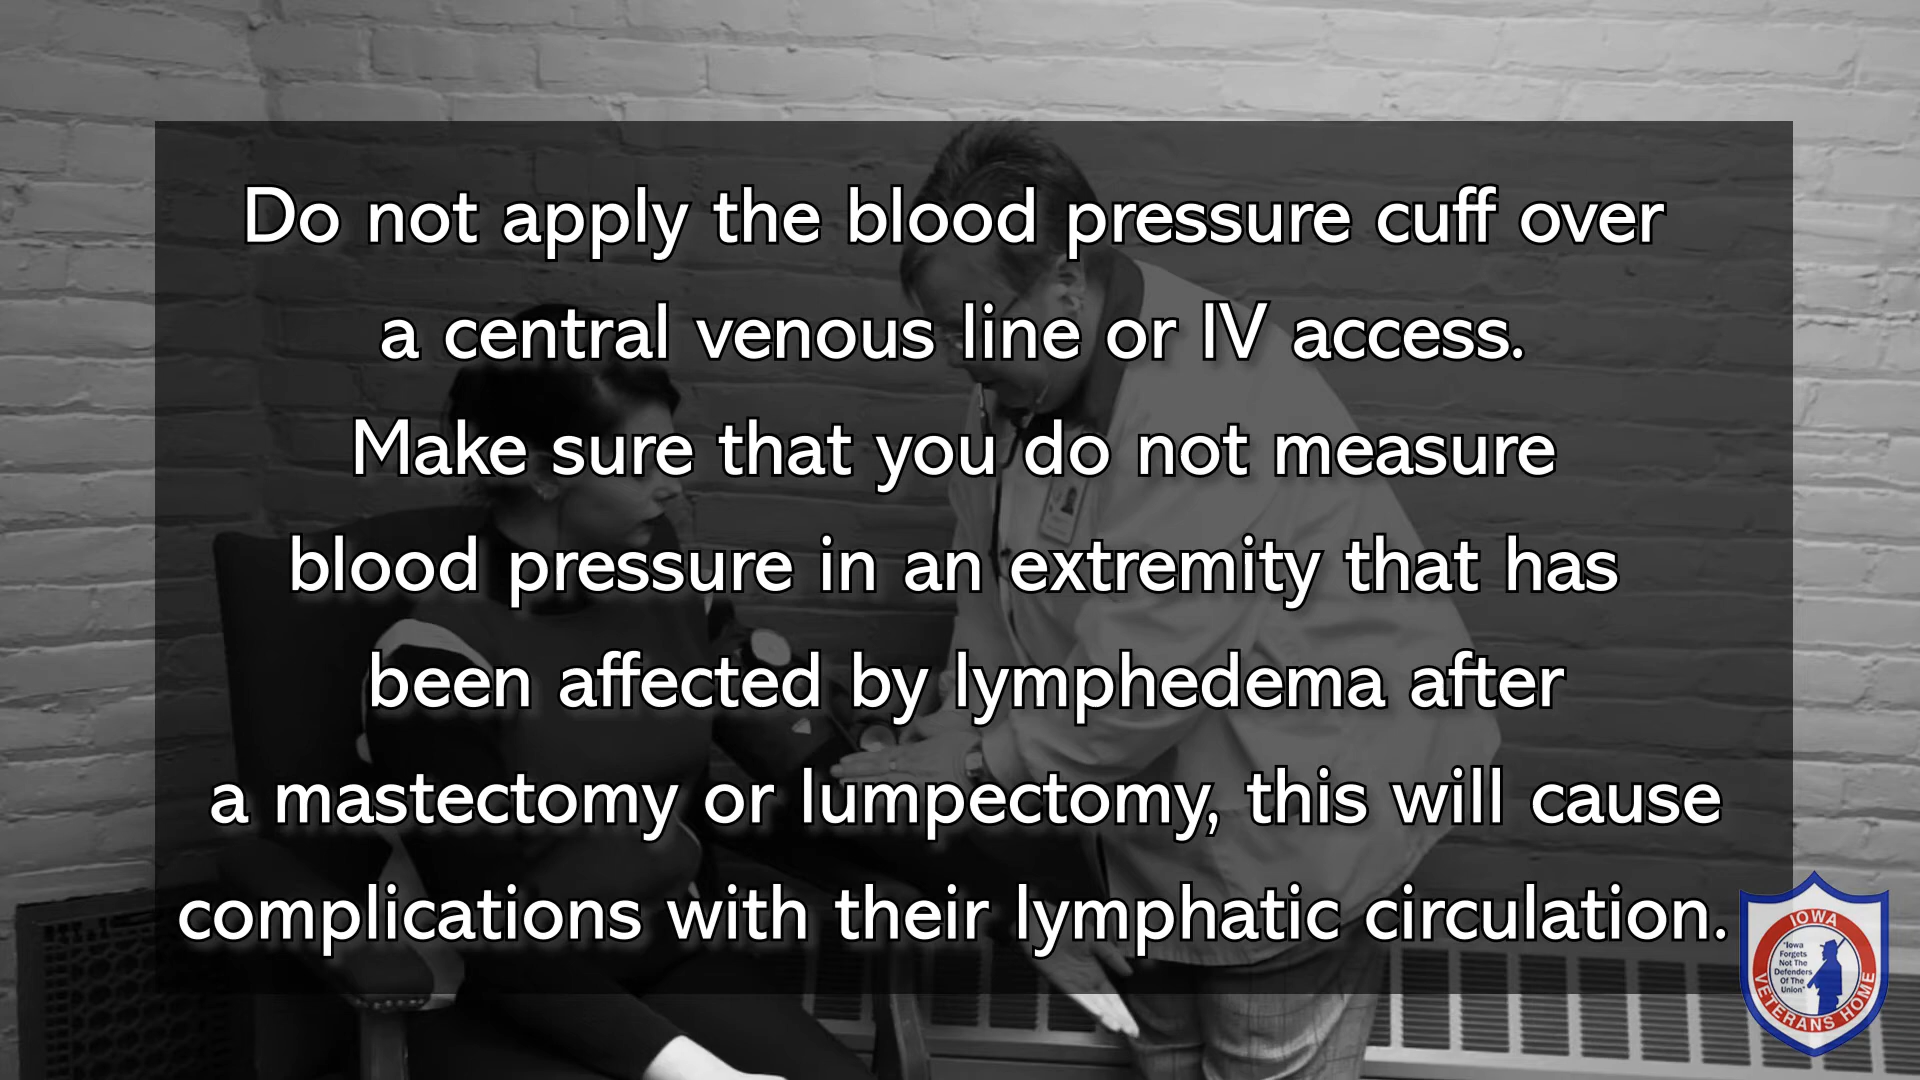 Do not apply the blood pressure cuff over
a central venous line or IV access.
Make sure that you do not measure
blood pressure in an extremity that has
been affected by lymphedema after
a mastectomy or lumpectomy, this will cause
complications with their lymphatic circulation.
IOWA
"Iowa
Forgets
Not The
Defenders
Of The
Union"
VETERANS HOME